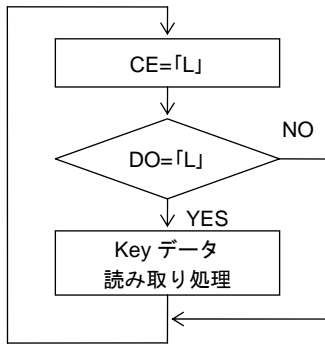 CE=「L」
NO
DO=「L」
YES
Key データ
読み取り処理